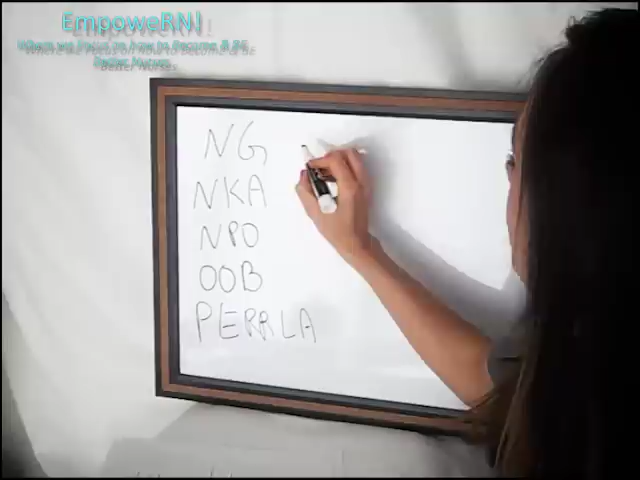 EmpoweRN!
Where we Focus on how to Become & BE
Better Nurses
NG
NKA
NPO
OOB
PERRLA